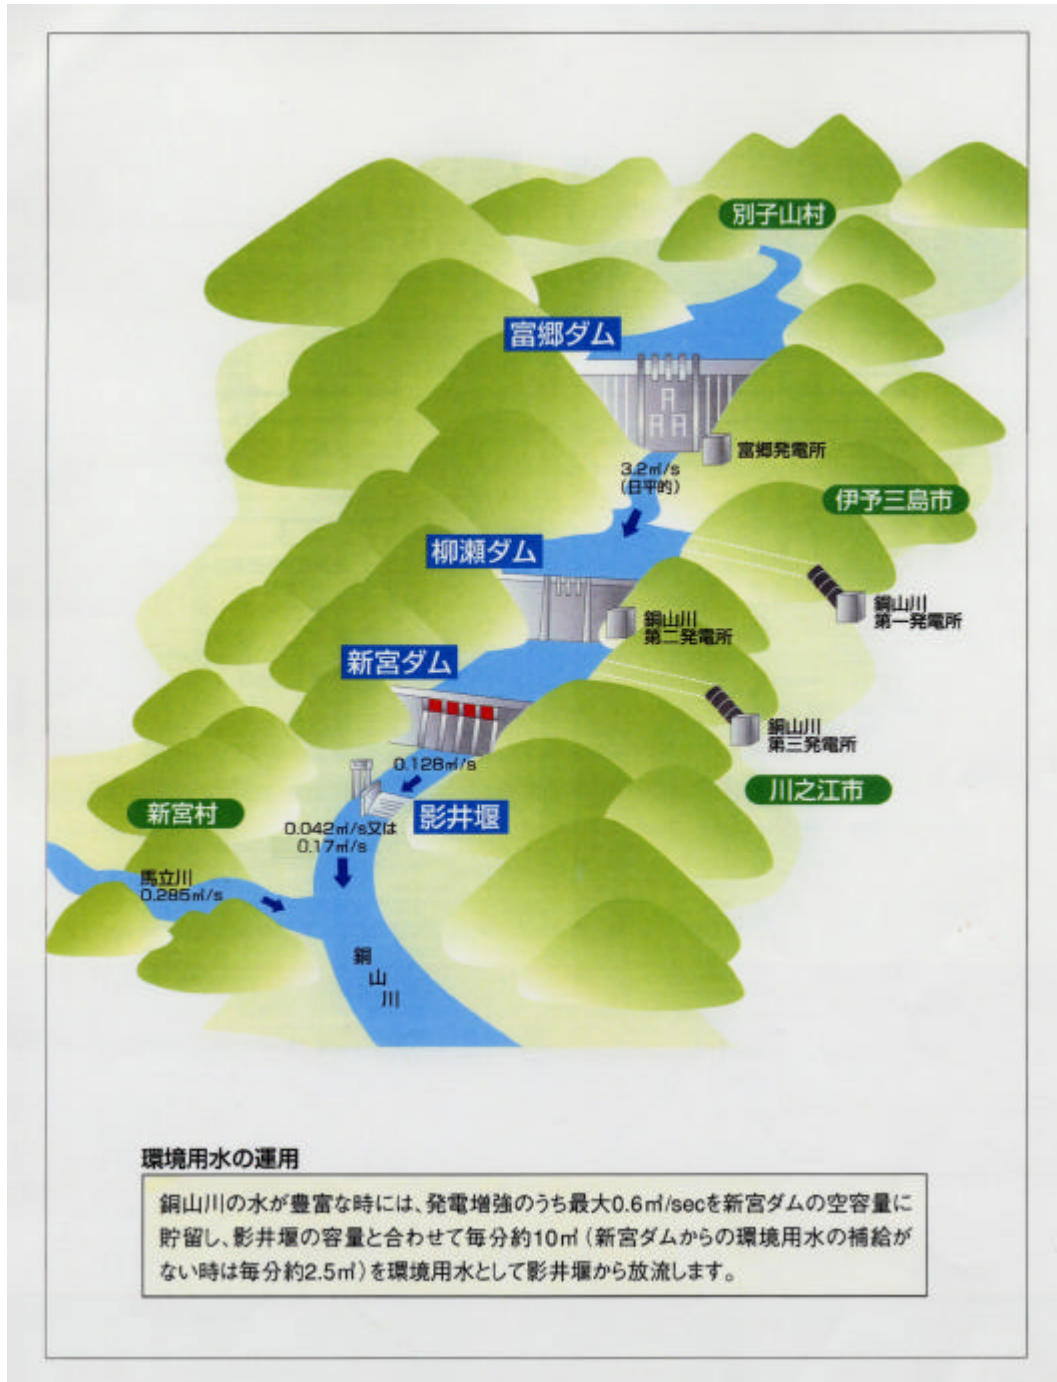 別子山村
富郷ダム
富郷発電所
3.2㎥/s
(日平的)
伊予三島市
柳瀬ダム
銅山川
第一発電所
銅山川
第二発電所
新宮ダム
銅山川
第三発電所
0.128㎥/s
川之江市
影井堰
新宮村
0.042㎥/s又は
0.17㎥/s
馬立川
0.285㎥/s
銅
山
川
環境用水の運用
銅山川の水が豊富な時には、発電増強のうち最大0.6㎥/secを新宮ダムの空容量に
貯留し、影井堰の容量と合わせて毎分約10㎥(新宮ダムからの環境用水の補給が
ない時は毎分約2.5㎥)を環境用水として影井堰から放流します。